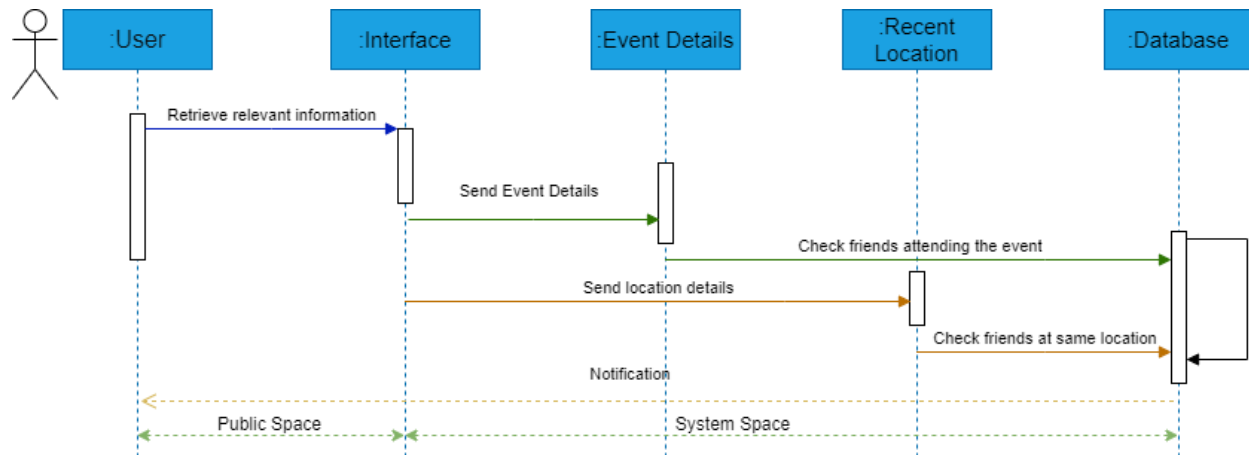 :User
:Interface
:Event Details
:Recent
Location
:Database
Retrieve relevant information
Send Event Details
Check friends attending the event
Send location details
Check friends at same location
Notification
Public Space
System Space